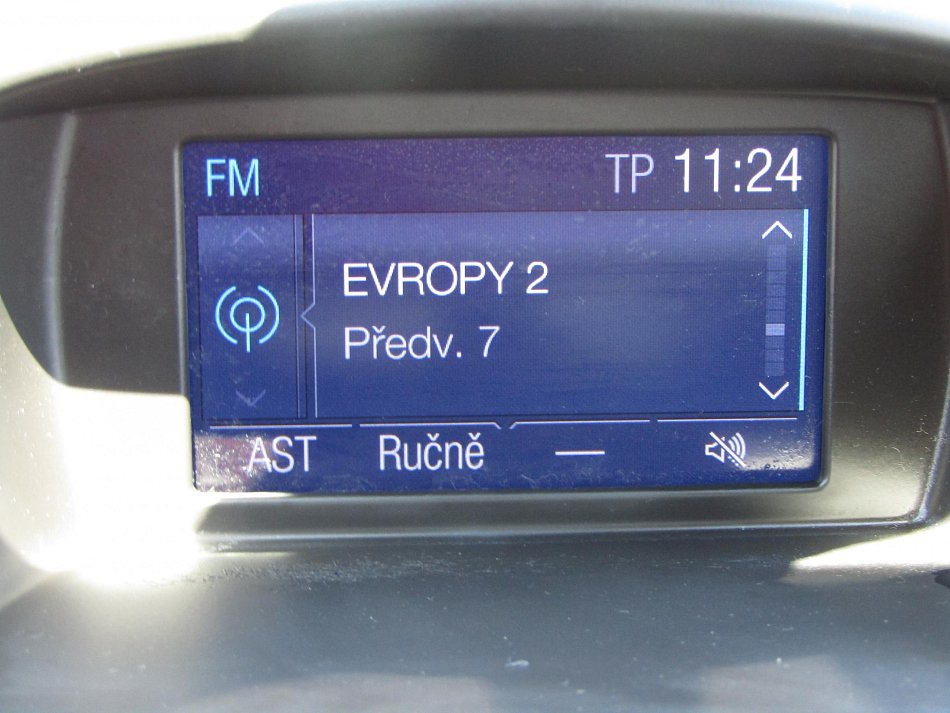 FM TP 11:24
EVROPY 2
Předv. 7
AST Ručně —